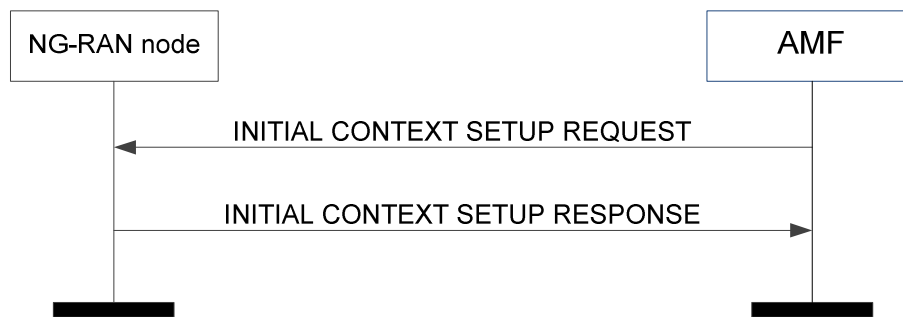 NG-RAN node
AMF
INITIAL CONTEXT SETUP REQUEST
INITIAL CONTEXT SETUP RESPONSE